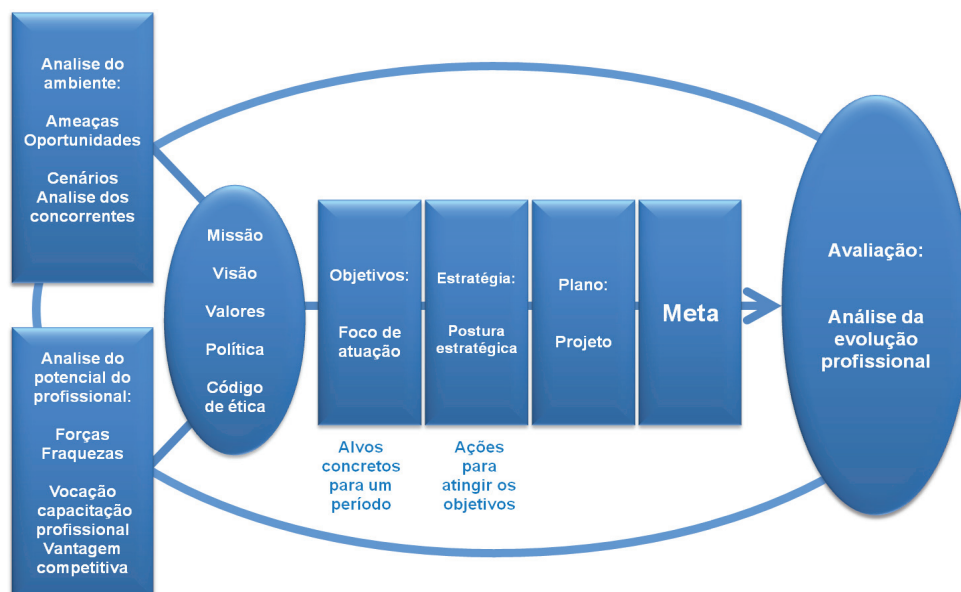 Analise do
ambiente:
Ameaças
Oportunidades
Cenários
Analise dos
concorrentes
Analise do
potencial do
profissional:
Forças
Fraquezas
Vocação
capacitação
profissional
Vantagem
competitiva
Missão
Visão
Valores
Política
Código
de ética
Objetivos:
Foco de
atuação
Alvos
concretos
para um
período
Estratégia:
Postura
estratégica
Ações
para
atingir os
objetivos
Plano:
Projeto
Meta
Avaliação:
Análise da
evolução
profissional